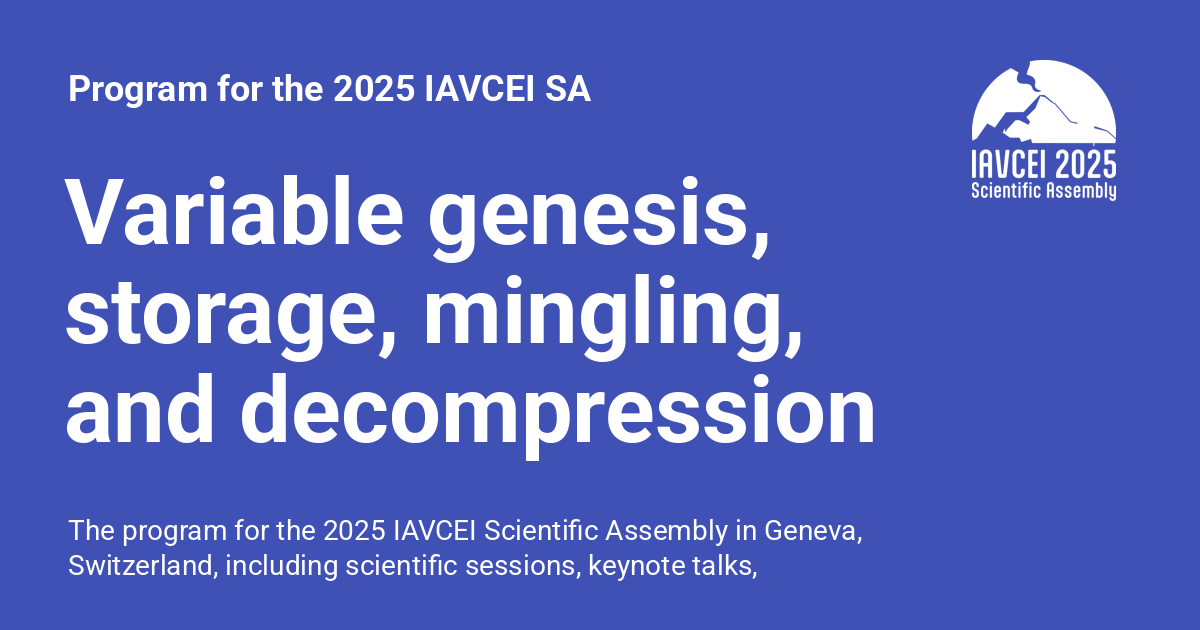 Program for the 2025 IAVCEI SA
IAVCEI 2025
Scientific Assembly
Variable genesis,
storage, mingling,
and decompression
The program for the 2025 IAVCEI Scientific Assembly in Geneva,
Switzerland, including scientific sessions, keynote talks,